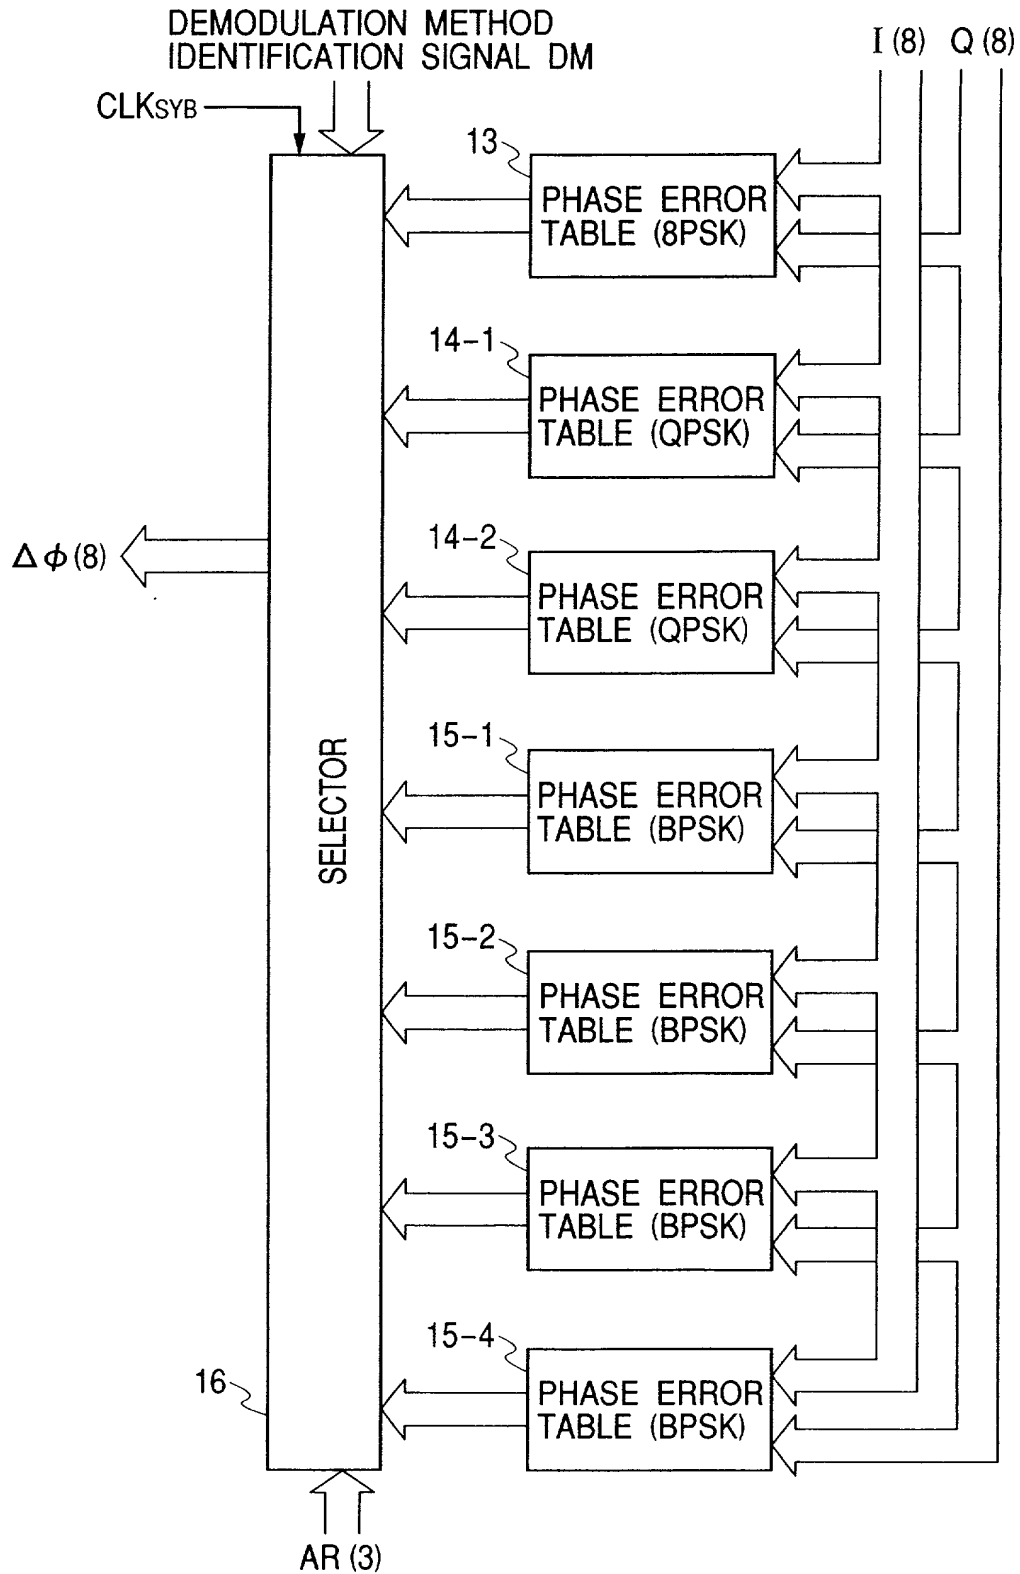 DEMODULATION METHOD
IDENTIFICATION SIGNAL DM
I (8) Q (8)
CLKSYB
13
PHASE ERROR
TABLE (8PSK)
14-1
PHASE ERROR
TABLE (QPSK)
Δϕ (8)
14-2
PHASE ERROR
TABLE (QPSK)
SELECTOR
15-1
PHASE ERROR
TABLE (BPSK)
15-2
PHASE ERROR
TABLE (BPSK)
15-3
PHASE ERROR
TABLE (BPSK)
15-4
PHASE ERROR
TABLE (BPSK)
16
AR (3)